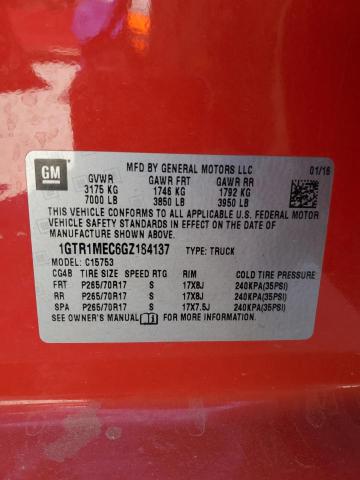 GM
MFD BY GENERAL MOTORS LLC 01/16
GVWR GAWR FRT GAWR RR
3175 KG 1746 KG 1792 KG
7000 LB 3850 LB 3950 LB
THIS VEHICLE CONFORMS TO ALL APPLICABLE U.S. FEDERAL MOTOR
VEHICLE SAFETY STANDARDS IN EFFECT ON THE DATE OF
MANUFACTURE SHOWN ABOVE.
1GTR1MEC6GZ164137 TYPE: TRUCK
MODEL: C15753
CG4B TIRE SIZE SPEED RTG RIM COLD TIRE PRESSURE
FRT P265/70R17 S 17X8J 240KPA(35PSI)
RR P265/70R17 S 17X8J 240KPA(35PSI)
SPA P265/70R17 S 17X7.5J 240KPA(35PSI)
SEE OWNER'S MANUAL FOR MORE INFORMATION